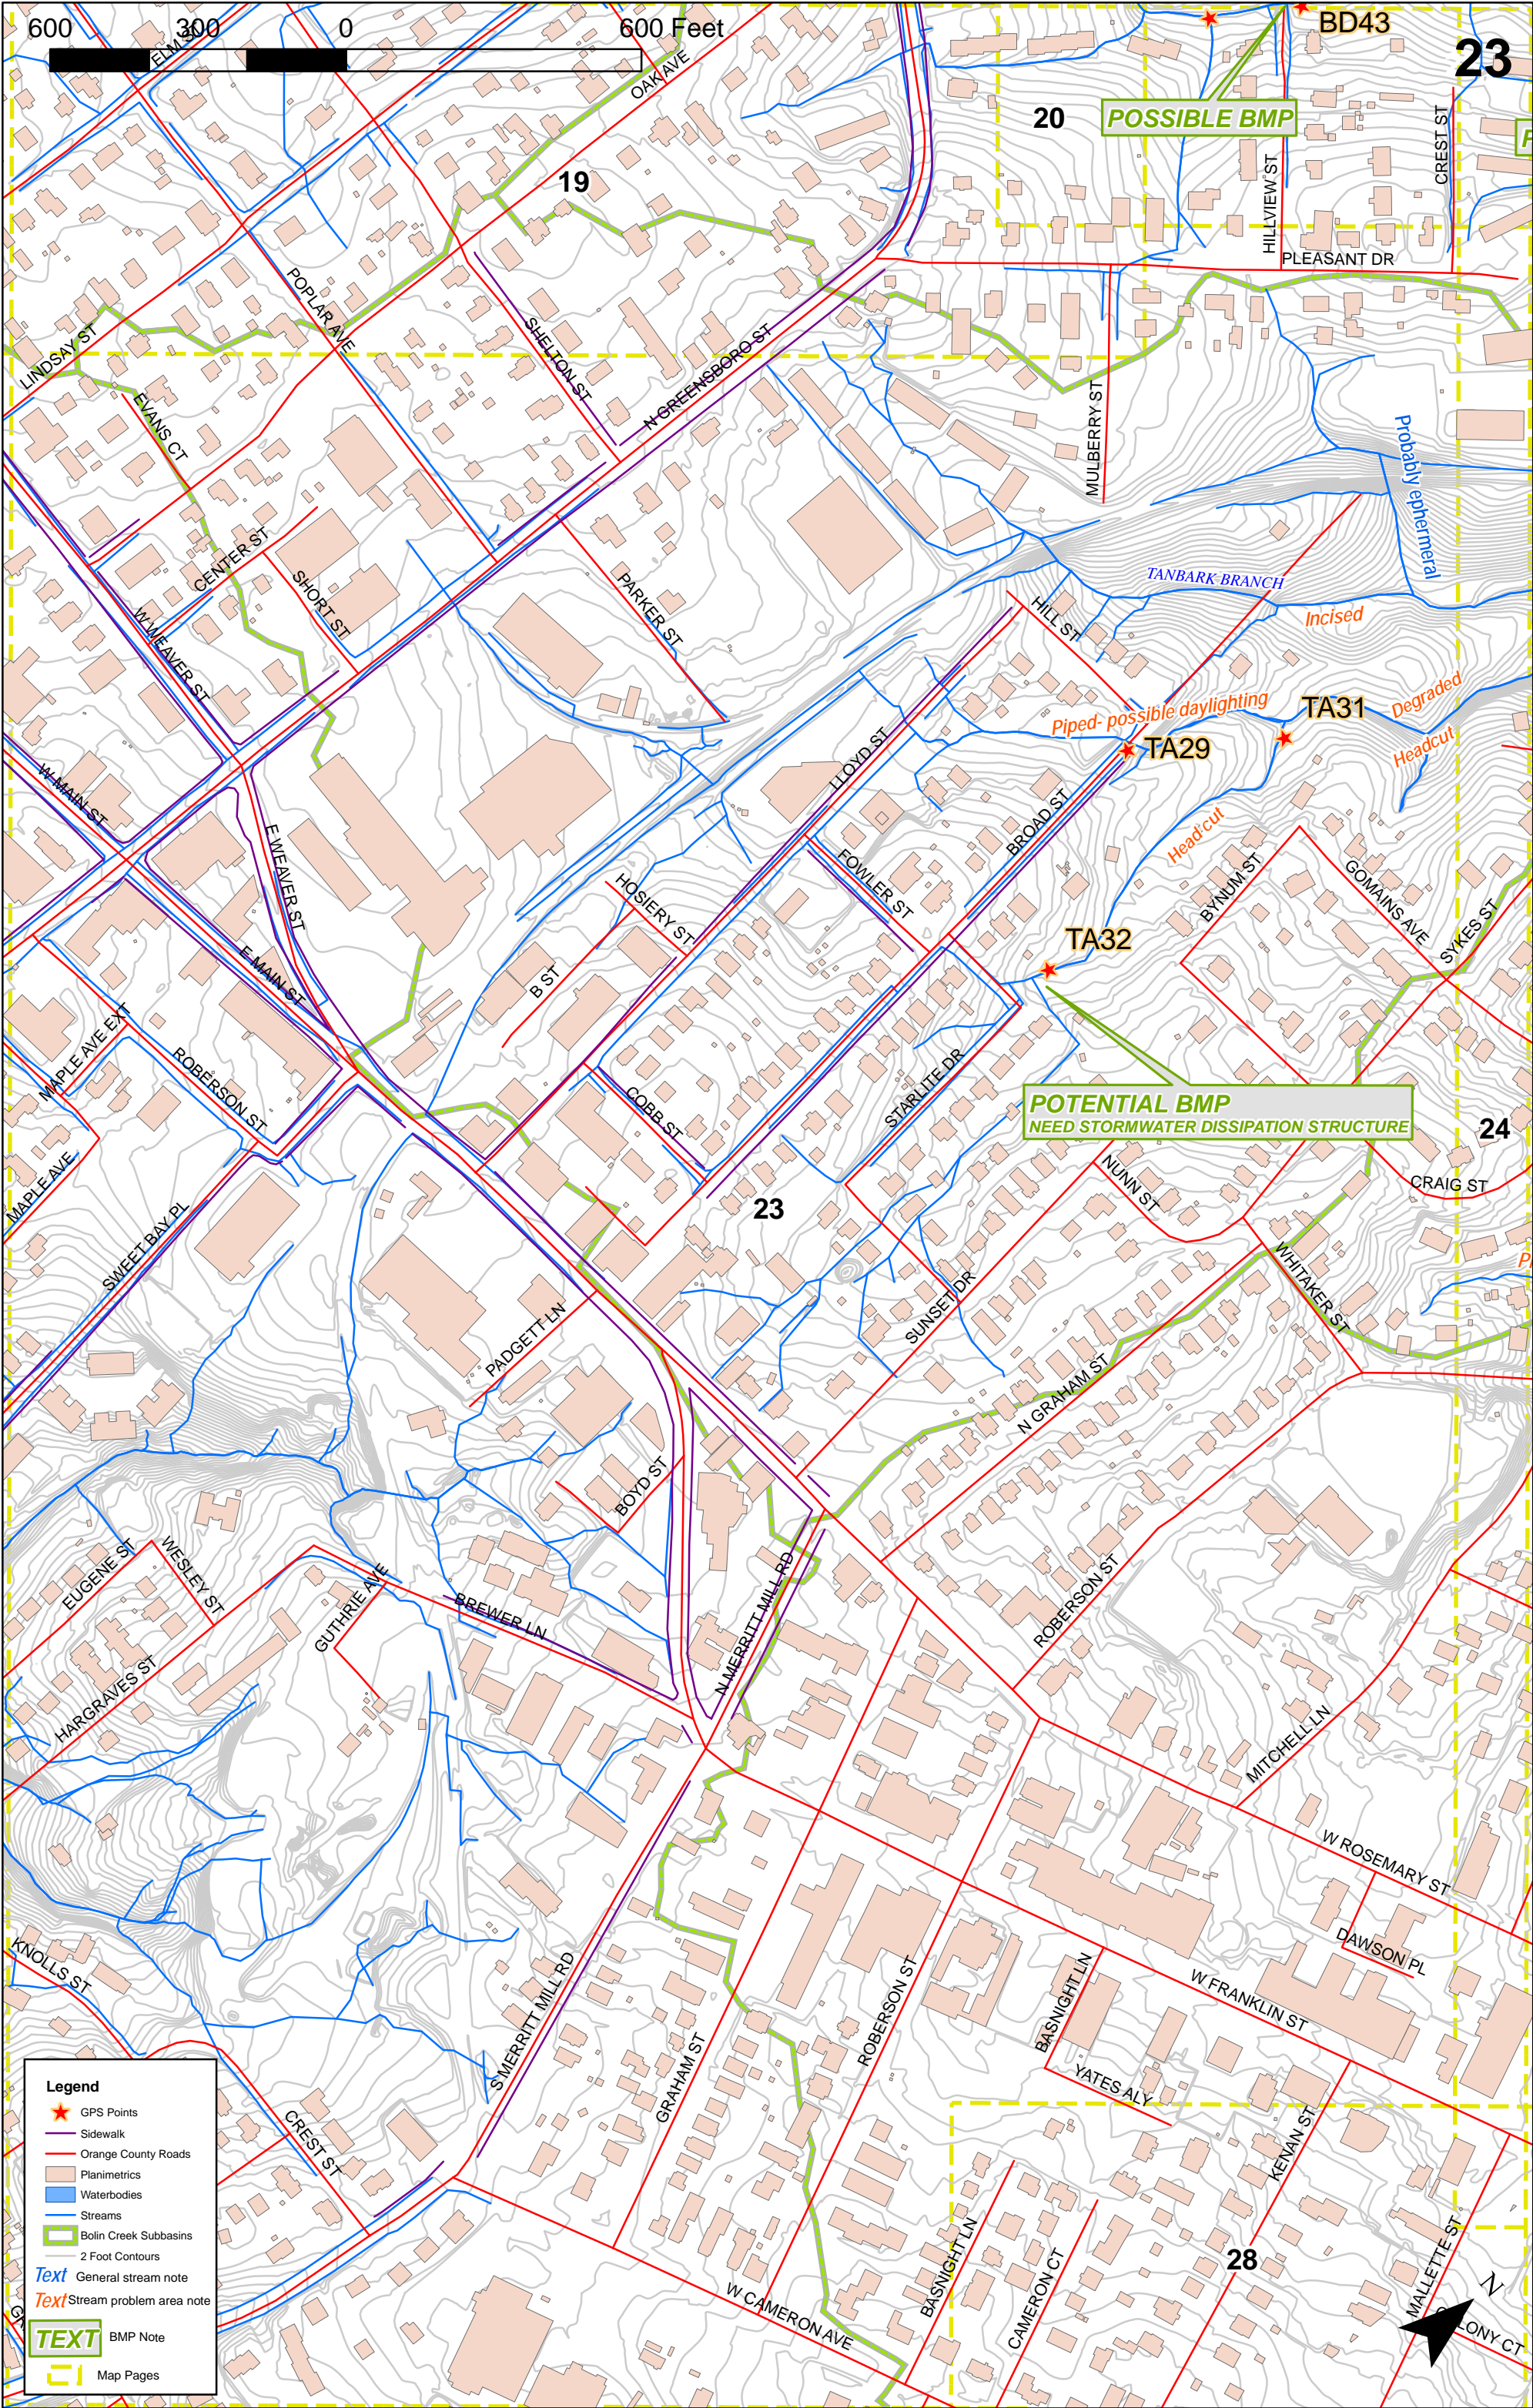 600 300 0 600 Feet
ELM ST
OAK AVE
BD43
23
20
POSSIBLE BMP
CREST ST
HILLVIEW ST
19
PLEASANT DR
POPLAR AVE
LINDSAY ST
SHELTON ST
N GREENSBORO ST
EVANS CT
MULBERRY ST
Probably ephermeral
CENTER ST
SHORT ST
PARKER ST
TANBARK BRANCH
HILL ST
Incised
W WEAVER ST
Piped- possible daylighting
TA31
Degraded
Headcut
TA29
LLOYD ST
W MAIN ST
BROAD ST
Head cut
E WEAVER ST
FOWLER ST
HOSIERY ST
BYNUM ST
GOMAINS AVE
SYKES ST
TA32
E MAIN ST
B ST
MAPLE AVE EXT
ROBERSON ST
STARLITE DR
COBB ST
POTENTIAL BMP
NEED STORMWATER DISSIPATION STRUCTURE
24
MAPLE AVE
NUNN ST
CRAIG ST
23
SWEET BAY PL
WHITAKER ST
SUNSET DR
PADGETT LN
N GRAHAM ST
BOYD ST
EUGENE ST
WESLEY ST
GUTHRIE AVE
BREWER LN
N MERRITT MILL RD
ROBERSON ST
HARGRAVES ST
MITCHELL LN
W ROSEMARY ST
DAWSON PL
KNOLLS ST
W FRANKLIN ST
BASNIGHT LN
S MERRITT MILL RD
ROBERSON ST
GRAHAM ST
YATES ALY
CREST ST
KENAN ST
BASNIGHT LN
CAMERON CT
28
MALLETTE ST
N
W CAMERON AVE
Legend
GPS Points
Sidewalk
Orange County Roads
Planimetrics
Waterbodies
Streams
Bolin Creek Subbasins
2 Foot Contours
Text General stream note
Text Stream problem area note
TEXT BMP Note
Map Pages